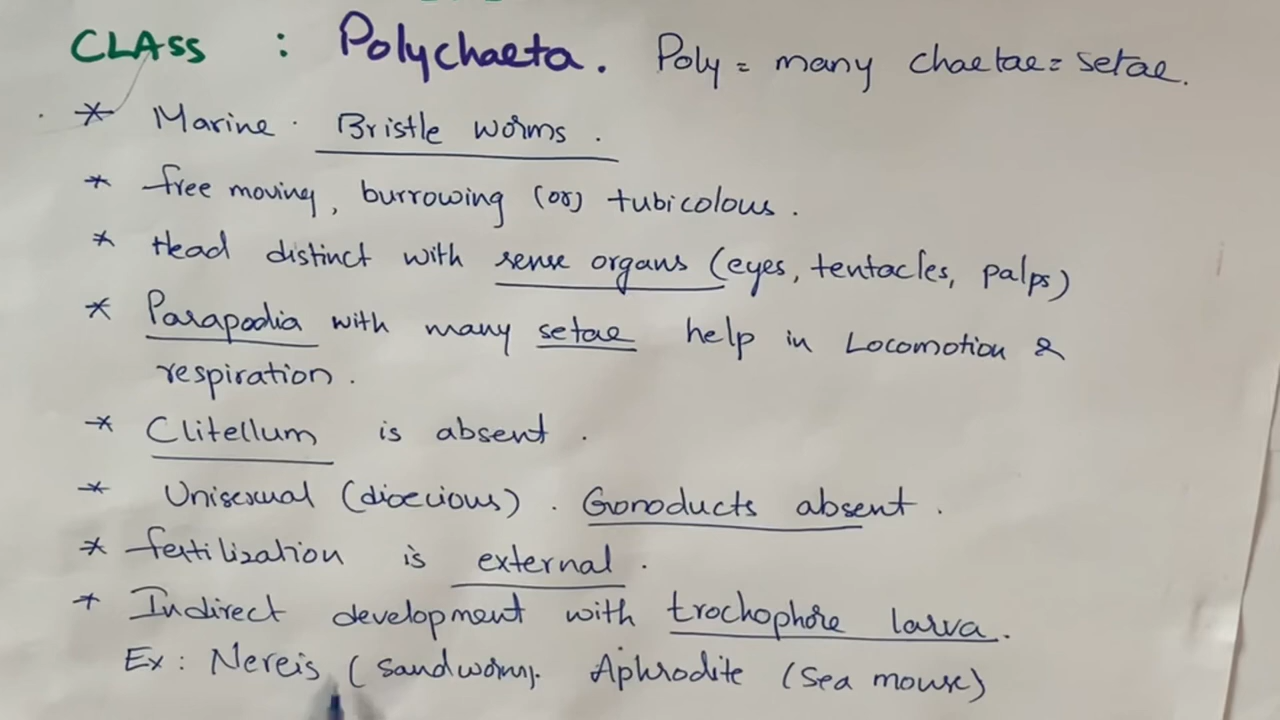 CLASS : Polychaeta. Poly = many chaetae = setae.
* Marine. Bristle worms.
* free moving, burrowing (or) tubicolous.
* Head distinct with sense organs (eyes, tentacles, palps)
* Parapodia with many setae help in Locomotion &
respiration.
* Clitellum is absent.
* Unisexual (dioecious). Gonoducts absent.
* fertilization is external.
* Indirect development with trochophore larva.
Ex: Nereis (sandworm). Aphrodite (Sea mouse)